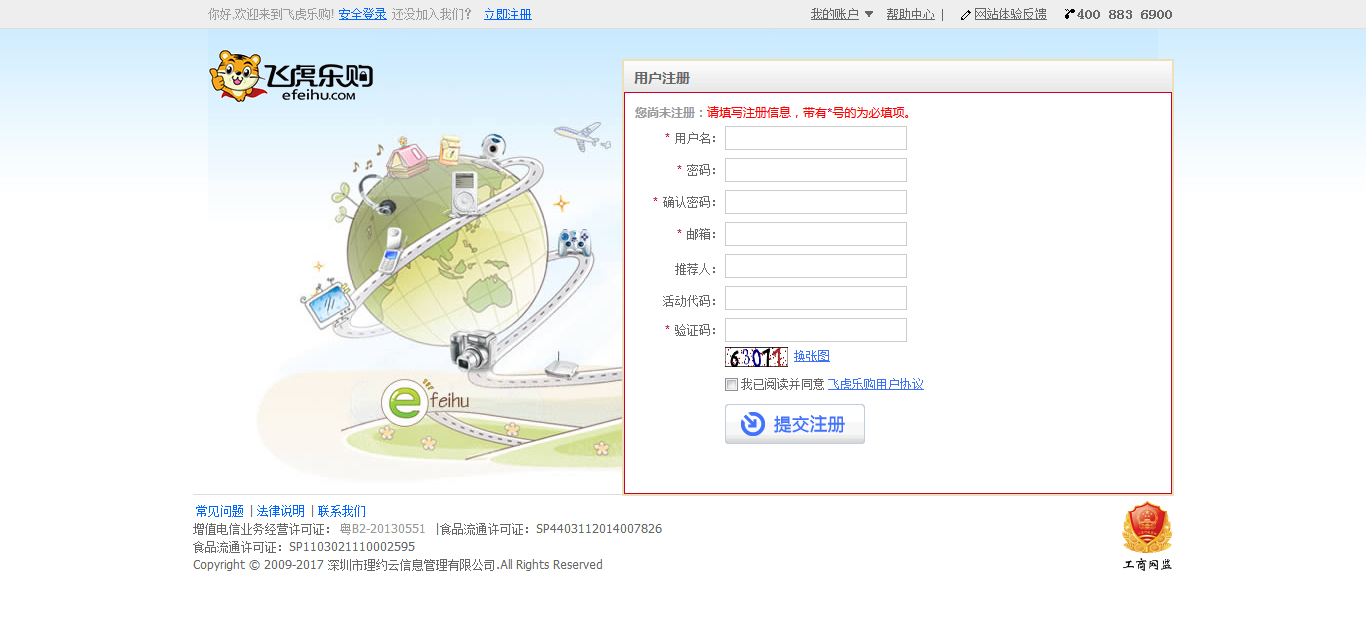 你好,欢迎来到飞虎乐购! 安全登录 还没加入我们? 立即注册 我的账户 帮助中心 | 网站体验反馈 400 883 6900
飞虎乐购
efeihu.com
用户注册
您尚未注册：请填写注册信息，带有*号的为必填项。
* 用户名：
* 密码：
* 确认密码：
* 邮箱：
推荐人：
活动代码：
* 验证码：
换张图
我已阅读并同意 飞虎乐购用户协议
提交注册
efeihu
常见问题 | 法律说明 | 联系我们
增值电信业务经营许可证： 粤B2-20130551 |食品流通许可证：SP4403112014007826
食品流通许可证：SP1103021110002595
Copyright © 2009-2017 深圳市理约云信息管理有限公司.All Rights Reserved
工商网监